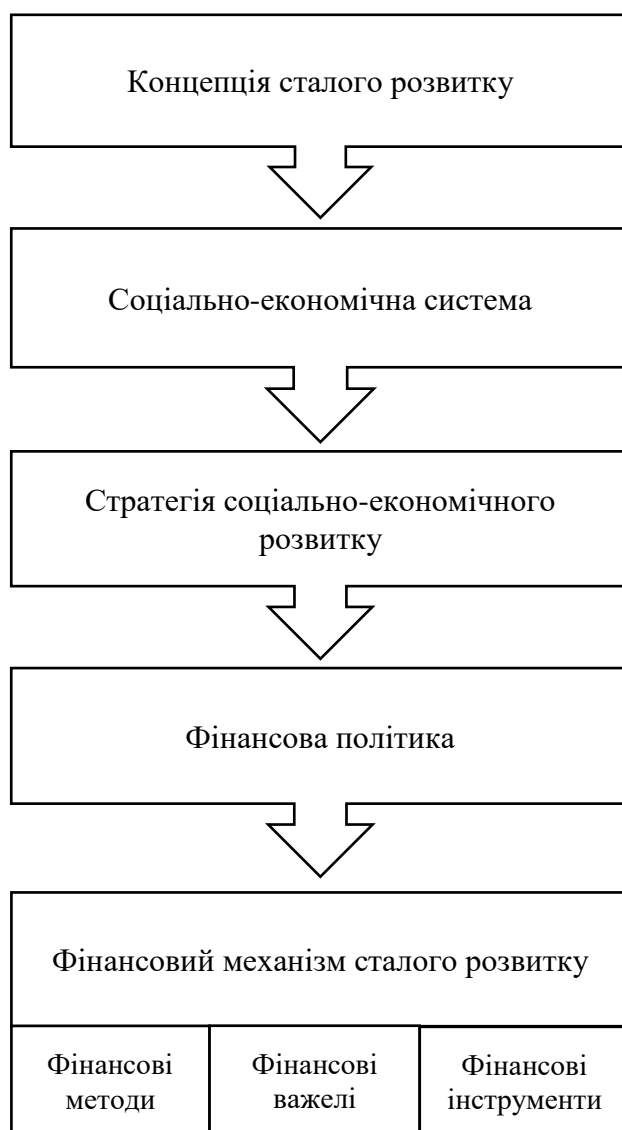 Концепція сталого розвитку
Соціально-економічна система
Стратегія соціально-економічного
розвитку
Фінансова політика
Фінансовий механізм сталого розвитку
Фінансові
методи
Фінансові
важелі
Фінансові
інструменти